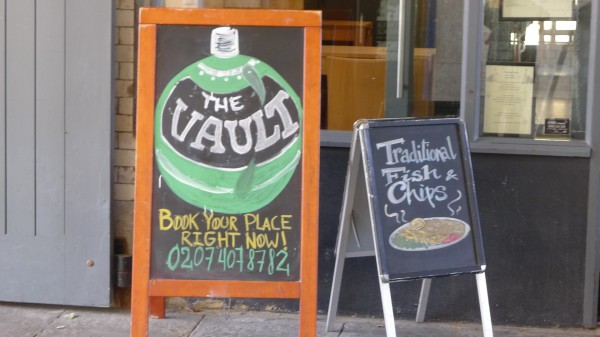 THE
VAULT
BOOK YOUR PLACE
RIGHT NOW!
02074078782
Traditional
Fish &
Chips